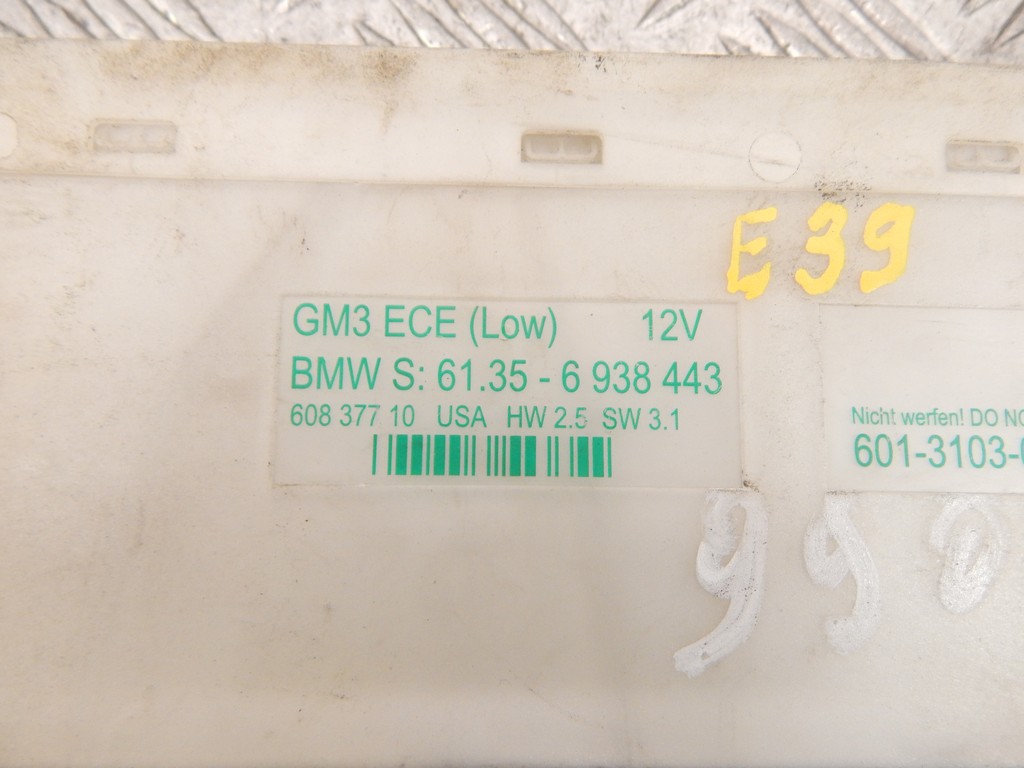 E39
GM3 ECE (Low) 12V
BMW S: 61.35 - 6 938 443
608 377 10 USA HW 2.5 SW 3.1
Nicht werfen! DO
601-3103-